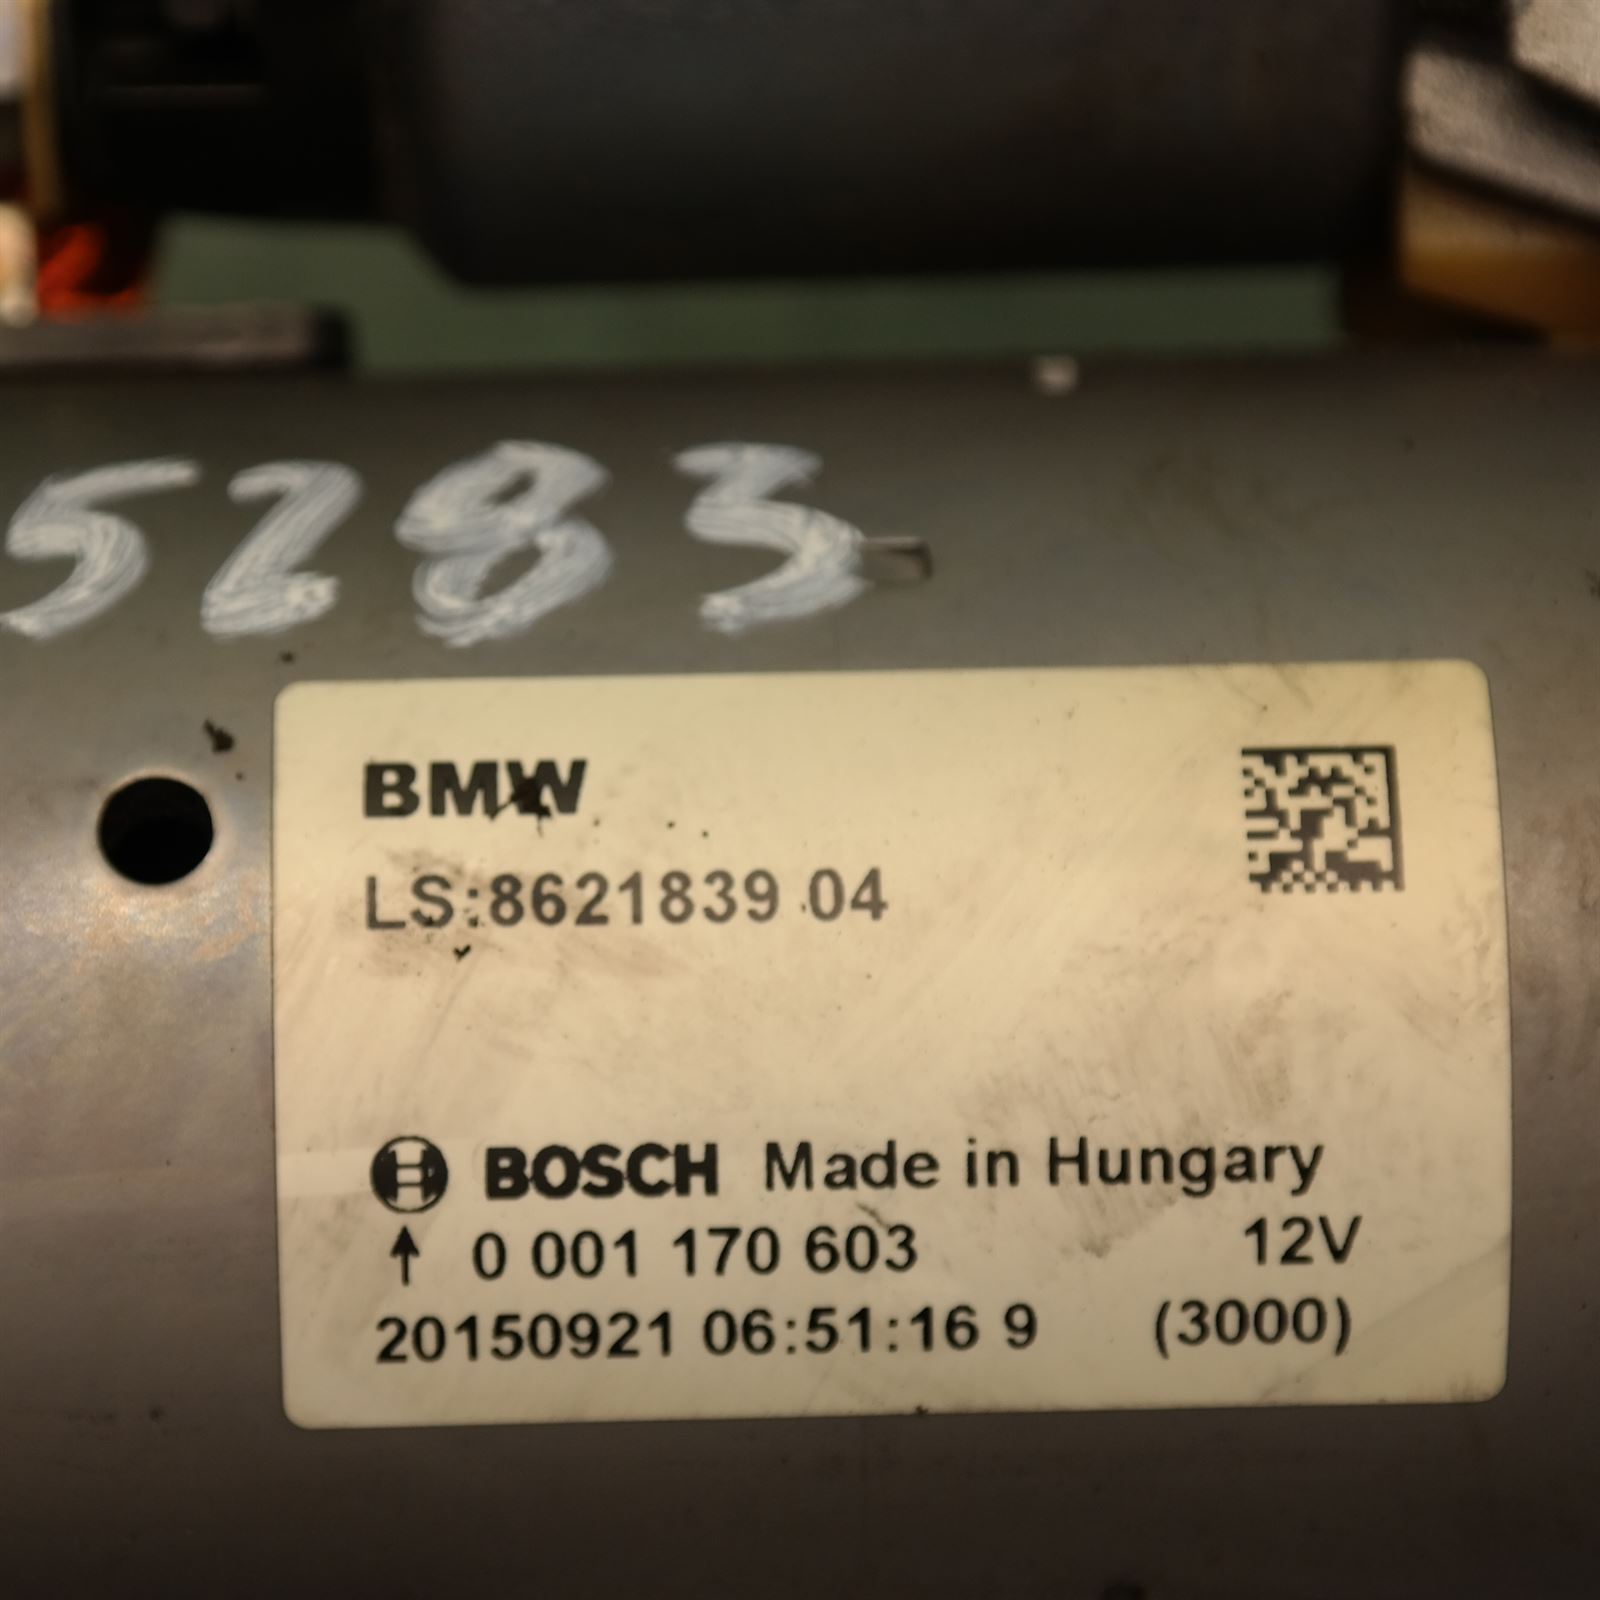 5283
BMW
LS:8621839 04
BOSCH Made in Hungary
0 001 170 603 12V
20150921 06:51:16 9 (3000)